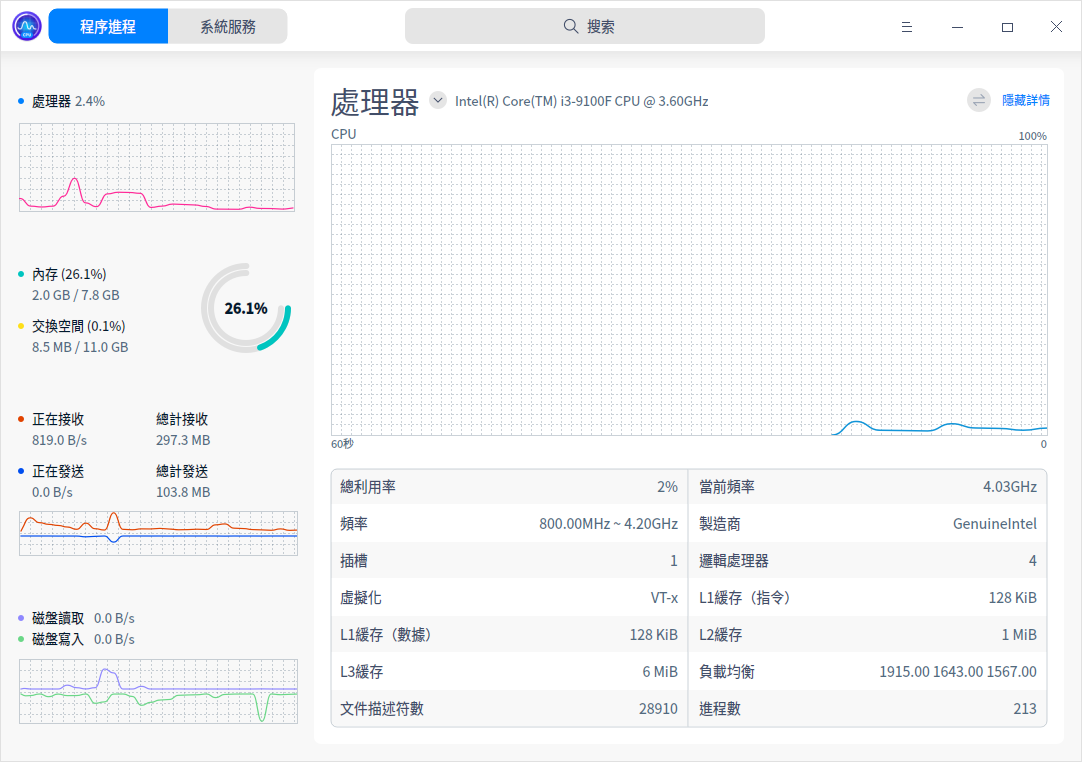 程序進程
系統服務
搜索
處理器 2.4%
內存 (26.1%)
2.0 GB / 7.8 GB
交換空間 (0.1%)
8.5 MB / 11.0 GB
26.1%
正在接收 總計接收
819.0 B/s 297.3 MB
正在發送 總計發送
0.0 B/s 103.8 MB
磁盤讀取 0.0 B/s
磁盤寫入 0.0 B/s
處理器 Intel(R) Core(TM) i3-9100F CPU @ 3.60GHz 隱藏詳情
CPU 100%
60秒 0
總利用率 2% 當前頻率 4.03GHz
頻率 800.00MHz ~ 4.20GHz 製造商 GenuineIntel
插槽 1 邏輯處理器 4
虛擬化 VT-x L1緩存（指令） 128 KiB
L1緩存（數據） 128 KiB L2緩存 1 MiB
L3緩存 6 MiB 負載均衡 1915.00 1643.00 1567.00
文件描述符數 28910 進程數 213